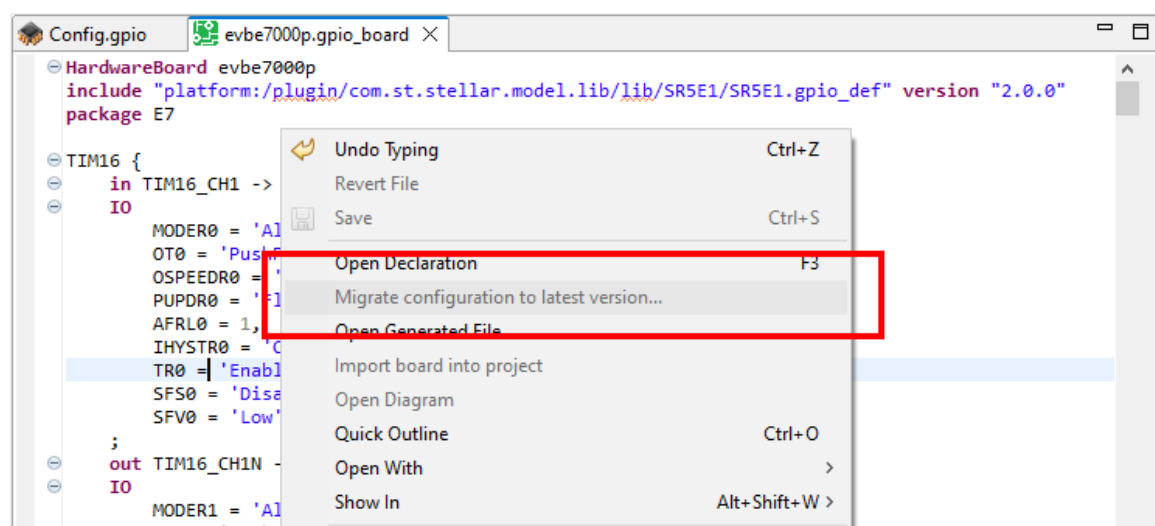 Config.gpio evbe7000p.gpio_board
HardwareBoard evbe7000p
include "platform:/plugin/com.st.stellar.model.lib/lib/SR5E1/SR5E1.gpio_def" version "2.0.0"
package E7
TIM16 {
in TIM16_CH1 ->
IO
MODER0 = 'Al
OT0 = 'Push
OSPEEDR0 = '
PUPDR0 = 'Fl
AFRL0 = 1,
IHYSTR0 = 'C
TR0 = 'Enabl
SFS0 = 'Disa
SFV0 = 'Low'
;
out TIM16_CH1N -
IO
MODER1 = 'Al
Undo Typing Ctrl+Z
Revert File
Save Ctrl+S
Open Declaration F3
Migrate configuration to latest version...
Open Generated File
Import board into project
Open Diagram
Quick Outline Ctrl+O
Open With >
Show In Alt+Shift+W >